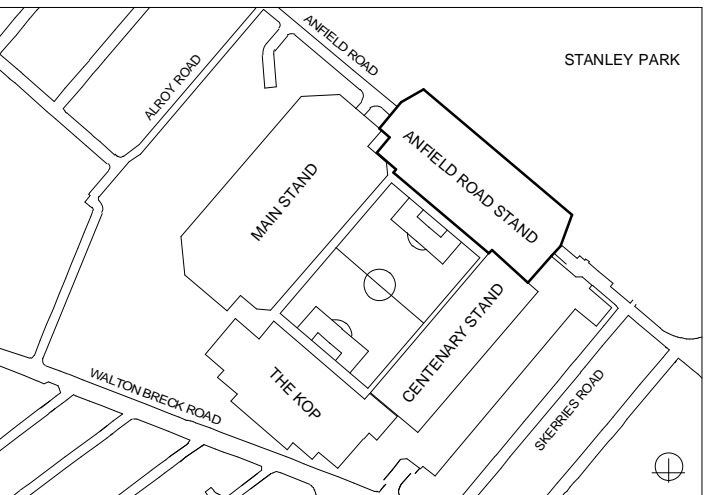 ANFIELD ROAD
STANLEY PARK
ALROY ROAD
ANFIELD ROAD STAND
MAIN STAND
CENTENARY STAND
THE KOP
WALTON BRECK ROAD
SKERRIES ROAD